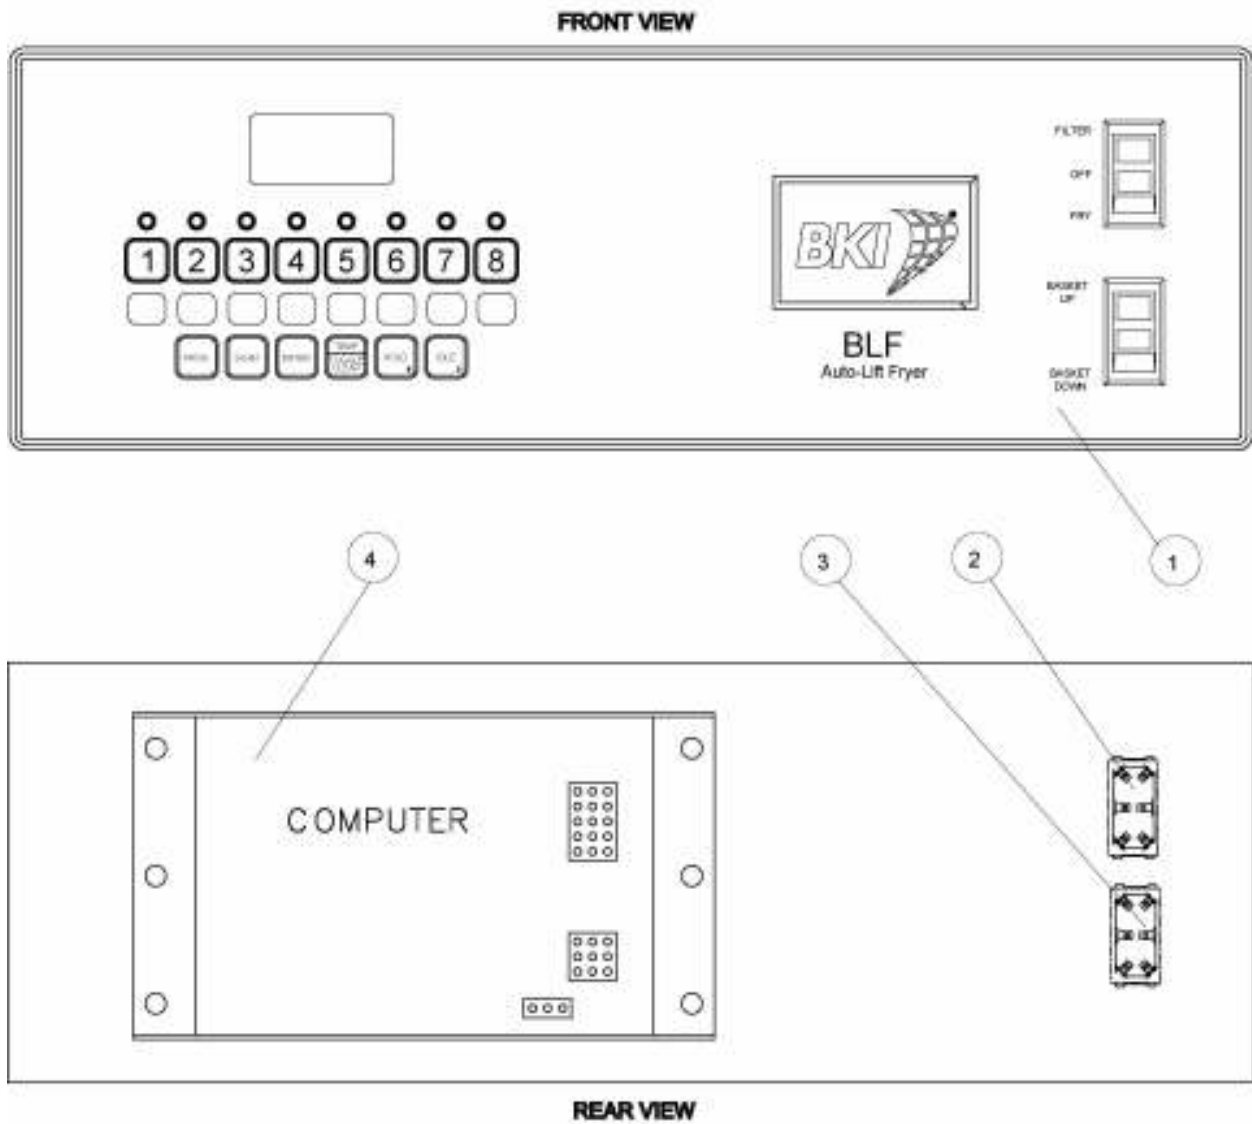 FRONT VIEW
FILTER
OFF
FRY
1 2 3 4 5 6 7 8
BKI
BASKET
UP
BLF
Auto-Lift Fryer
BASKET
DOWN
4
3
2
1
COMPUTER
REAR VIEW